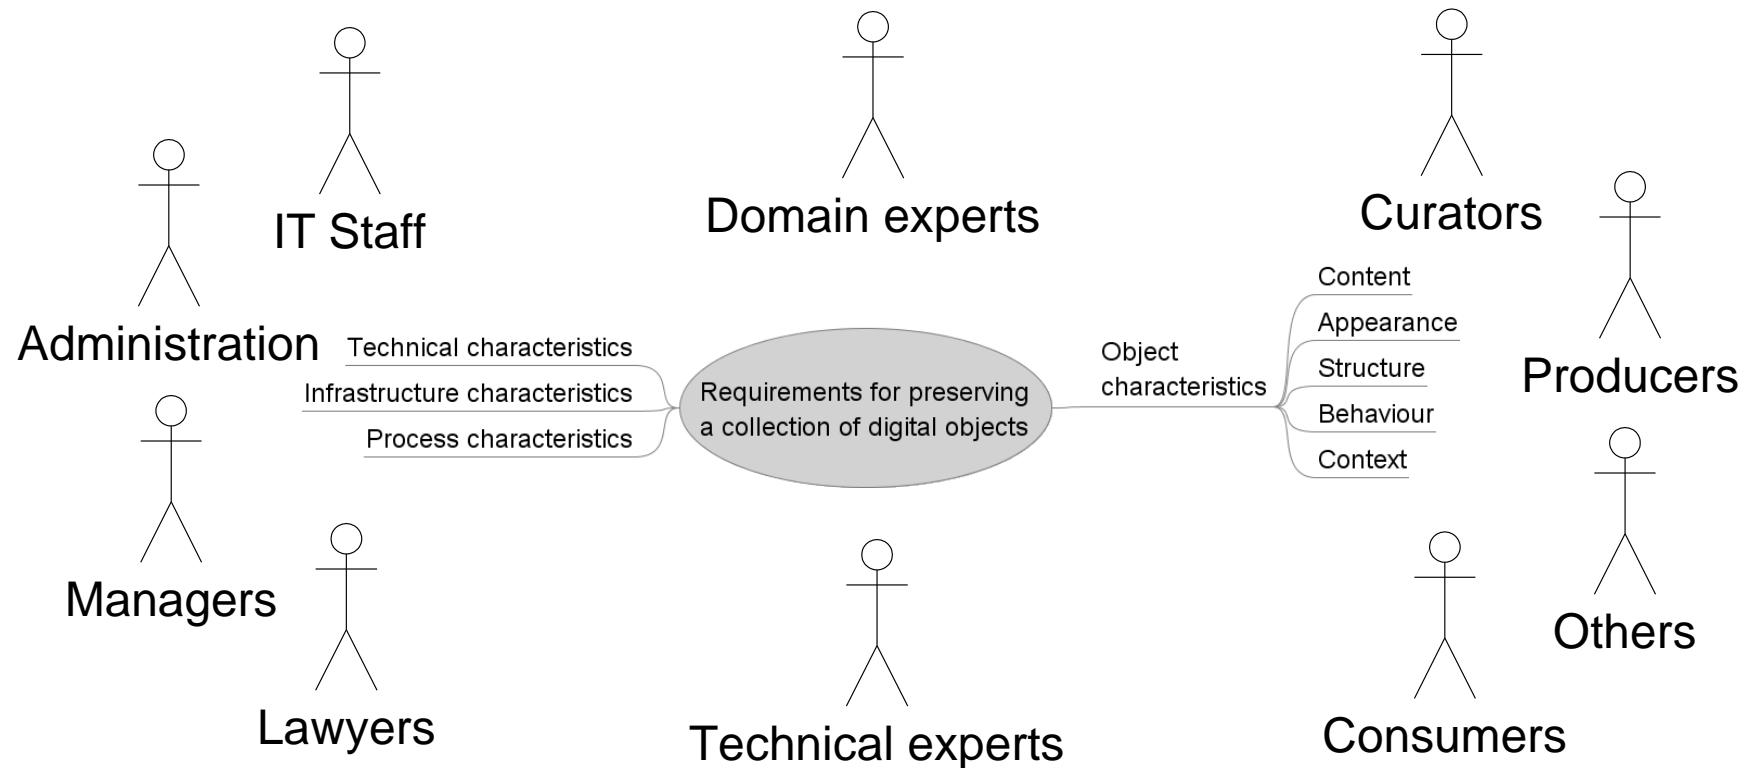 IT Staff
Domain experts
Curators
Administration
Producers
Technical characteristics
Infrastructure characteristics
Process characteristics
Requirements for preserving
a collection of digital objects
Object
characteristics
Content
Appearance
Structure
Behaviour
Context
Managers
Others
Lawyers
Technical experts
Consumers